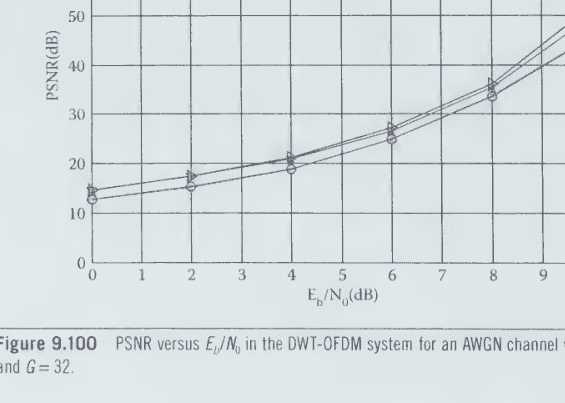 50
40
30
20
10
0
PSNR(dB)
0 1 2 3 4 5 6 7 8 9
E_b/N_0(dB)
Figure 9.100 PSNR versus E_b/N_0 in the DWT-OFDM system for an AWGN channel
and G = 32.